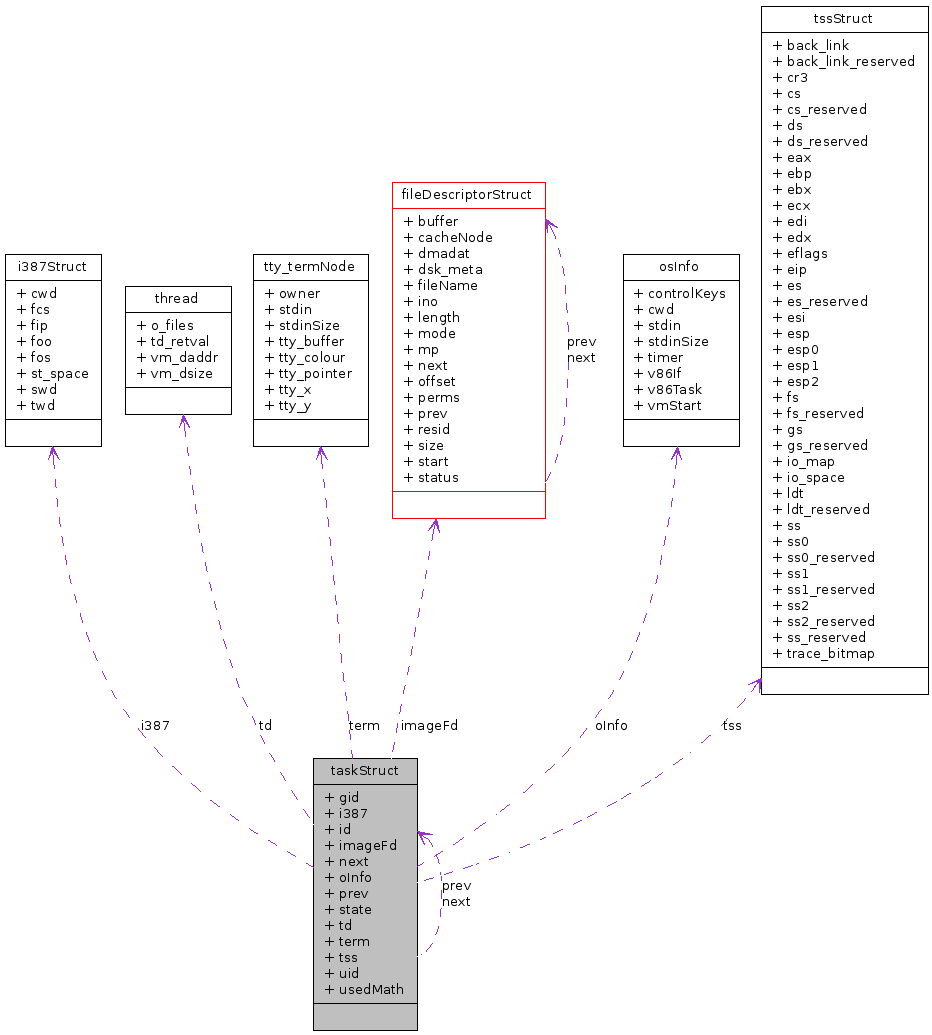 tssStruct
+ back_link
+ back_link_reserved
+ cr3
+ cs
+ cs_reserved
+ ds
+ ds_reserved
+ eax
+ ebp
+ ebx
+ ecx
+ edi
+ edx
+ eflags
+ eip
+ es
+ es_reserved
+ esi
+ esp
+ esp0
+ esp1
+ esp2
+ fs
+ fs_reserved
+ gs
+ gs_reserved
+ io_map
+ io_space
+ ldt
+ ldt_reserved
+ ss
+ ss0
+ ss0_reserved
+ ss1
+ ss1_reserved
+ ss2
+ ss2_reserved
+ ss_reserved
+ trace_bitmap
fileDescriptorStruct
+ buffer
+ cacheNode
+ dmadat
+ dsk_meta
+ fileName
+ ino
+ length
+ mode
+ mp
+ next
+ offset
+ perms
+ prev
+ resid
+ size
+ start
+ status
prev
next
i387Struct
+ cwd
+ fcs
+ fip
+ foo
+ fos
+ st_space
+ swd
+ twd
thread
+ o_files
+ td_retval
+ vm_daddr
+ vm_dsize
tty_termNode
+ owner
+ stdin
+ stdinSize
+ tty_buffer
+ tty_colour
+ tty_pointer
+ tty_x
+ tty_y
osInfo
+ controlKeys
+ cwd
+ stdin
+ stdinSize
+ timer
+ v86If
+ v86Task
+ vmStart
i387
td
term
imageFd
oInfo
tss
taskStruct
+ gid
+ i387
+ id
+ imageFd
+ next
+ oInfo
+ prev
+ state
+ td
+ term
+ tss
+ uid
+ usedMath
prev
next